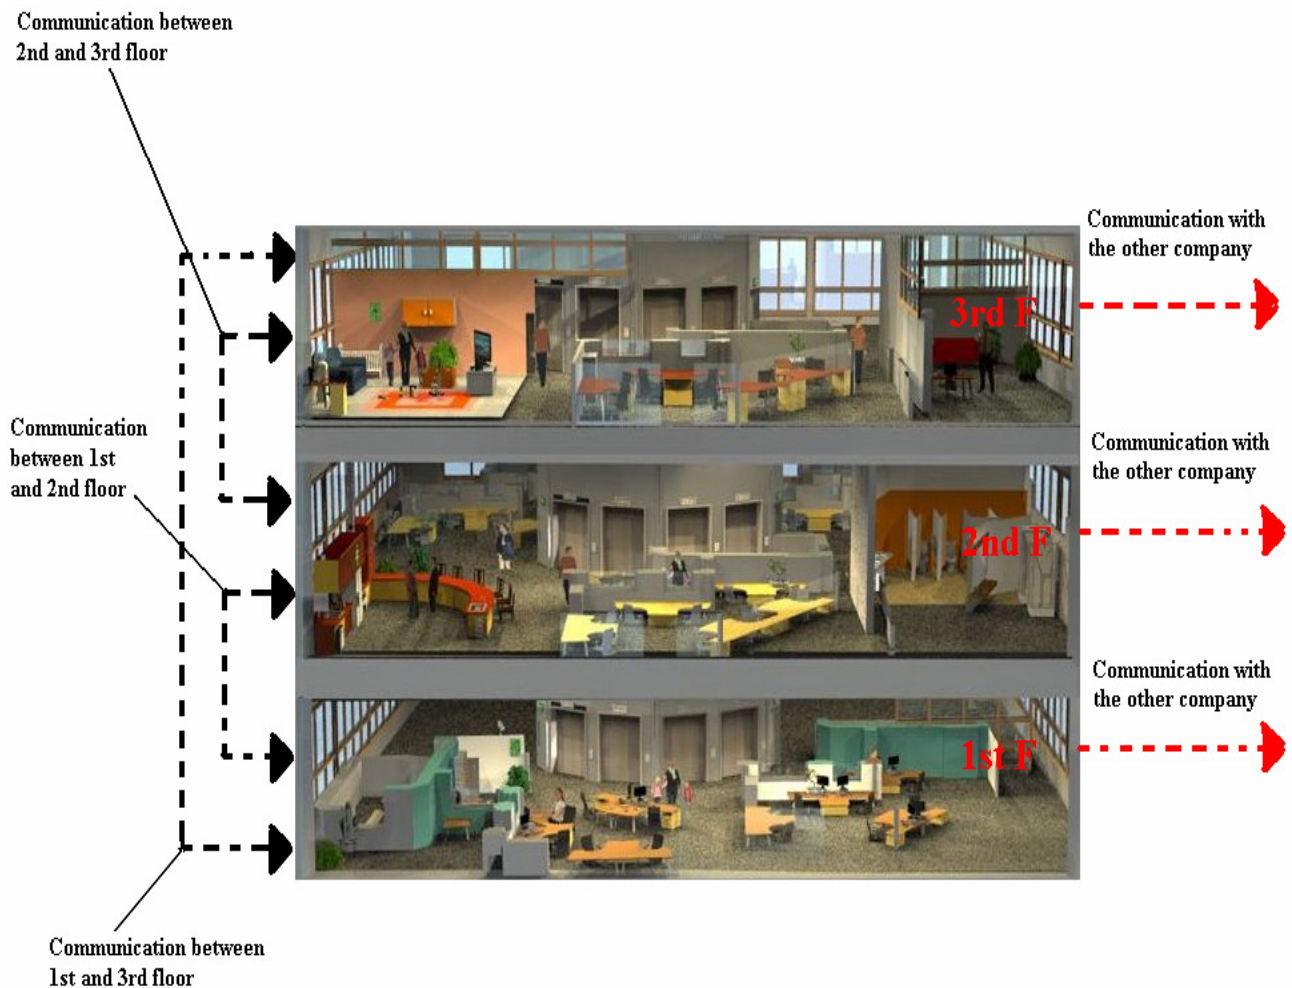 Communication between
2nd and 3rd floor
Communication with
the other company
3rd F
Communication
between 1st
and 2nd floor
Communication with
the other company
2nd F
Communication with
the other company
1st F
Communication between
1st and 3rd floor